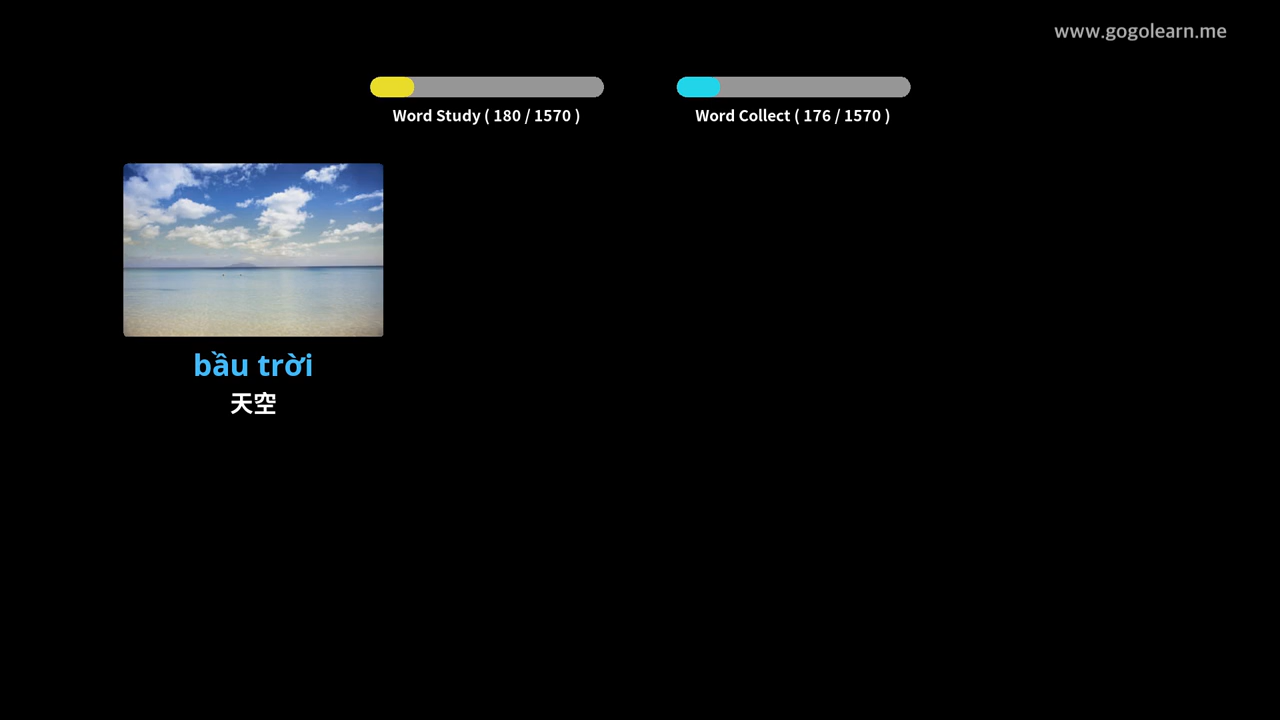 www.gogolearn.me
Word Study ( 180 / 1570 )
Word Collect ( 176 / 1570 )
bầu trời
天空